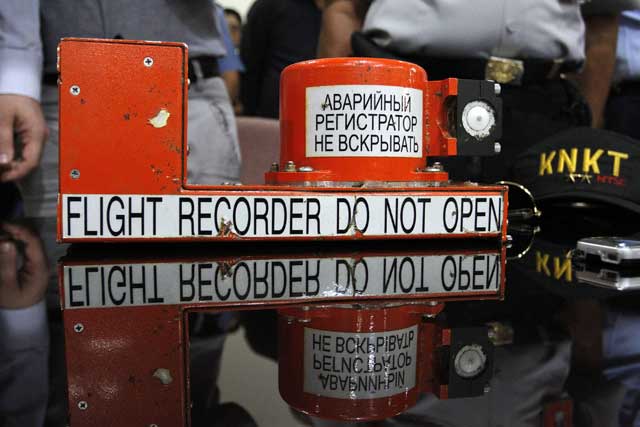 АВАРИЙНЫЙ
РЕГИСТРАТОР
НЕ ВСКРЫВАТЬ
FLIGHT RECORDER DO NOT OPEN
KNKT